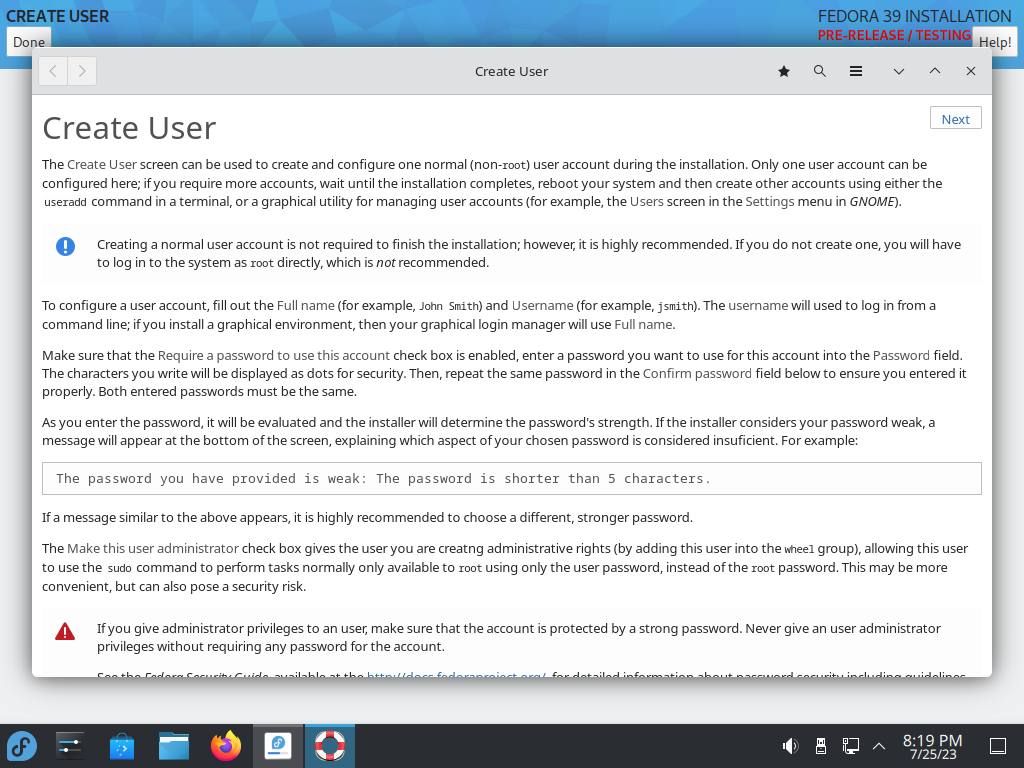 CREATE USER
FEDORA 39 INSTALLATION
Done
PRE-RELEASE / TESTING
Help!
Create User
Create User
Next
The Create User screen can be used to create and configure one normal (non-root) user account during the installation. Only one user account can be
configured here; if you require more accounts, wait until the installation completes, reboot your system and then create other accounts using either the
useradd command in a terminal, or a graphical utility for managing user accounts (for example, the Users screen in the Settings menu in GNOME).
Creating a normal user account is not required to finish the installation; however, it is highly recommended. If you do not create one, you will have
to log in to the system as root directly, which is not recommended.
To configure a user account, fill out the Full name (for example, John Smith) and Username (for example, jsmith). The username will used to log in from a
command line; if you install a graphical environment, then your graphical login manager will use Full name.
Make sure that the Require a password to use this account check box is enabled, enter a password you want to use for this account into the Password field.
The characters you write will be displayed as dots for security. Then, repeat the same password in the Confirm password field below to ensure you entered it
properly. Both entered passwords must be the same.
As you enter the password, it will be evaluated and the installer will determine the password's strength. If the installer considers your password weak, a
message will appear at the bottom of the screen, explaining which aspect of your chosen password is considered insuficient. For example:
The password you have provided is weak: The password is shorter than 5 characters.
If a message similar to the above appears, it is highly recommended to choose a different, stronger password.
The Make this user administrator check box gives the user you are creatng administrative rights (by adding this user into the wheel group), allowing this user
to use the sudo command to perform tasks normally only available to root using only the user password, instead of the root password. This may be more
convenient, but can also pose a security risk.
If you give administrator privileges to an user, make sure that the account is protected by a strong password. Never give an user administrator
privileges without requiring any password for the account.
See the Fedora Security Guide, available at the http://docs.fedoraproject.org/, for detailed information about password security including guidelines
8:19 PM
7/25/23